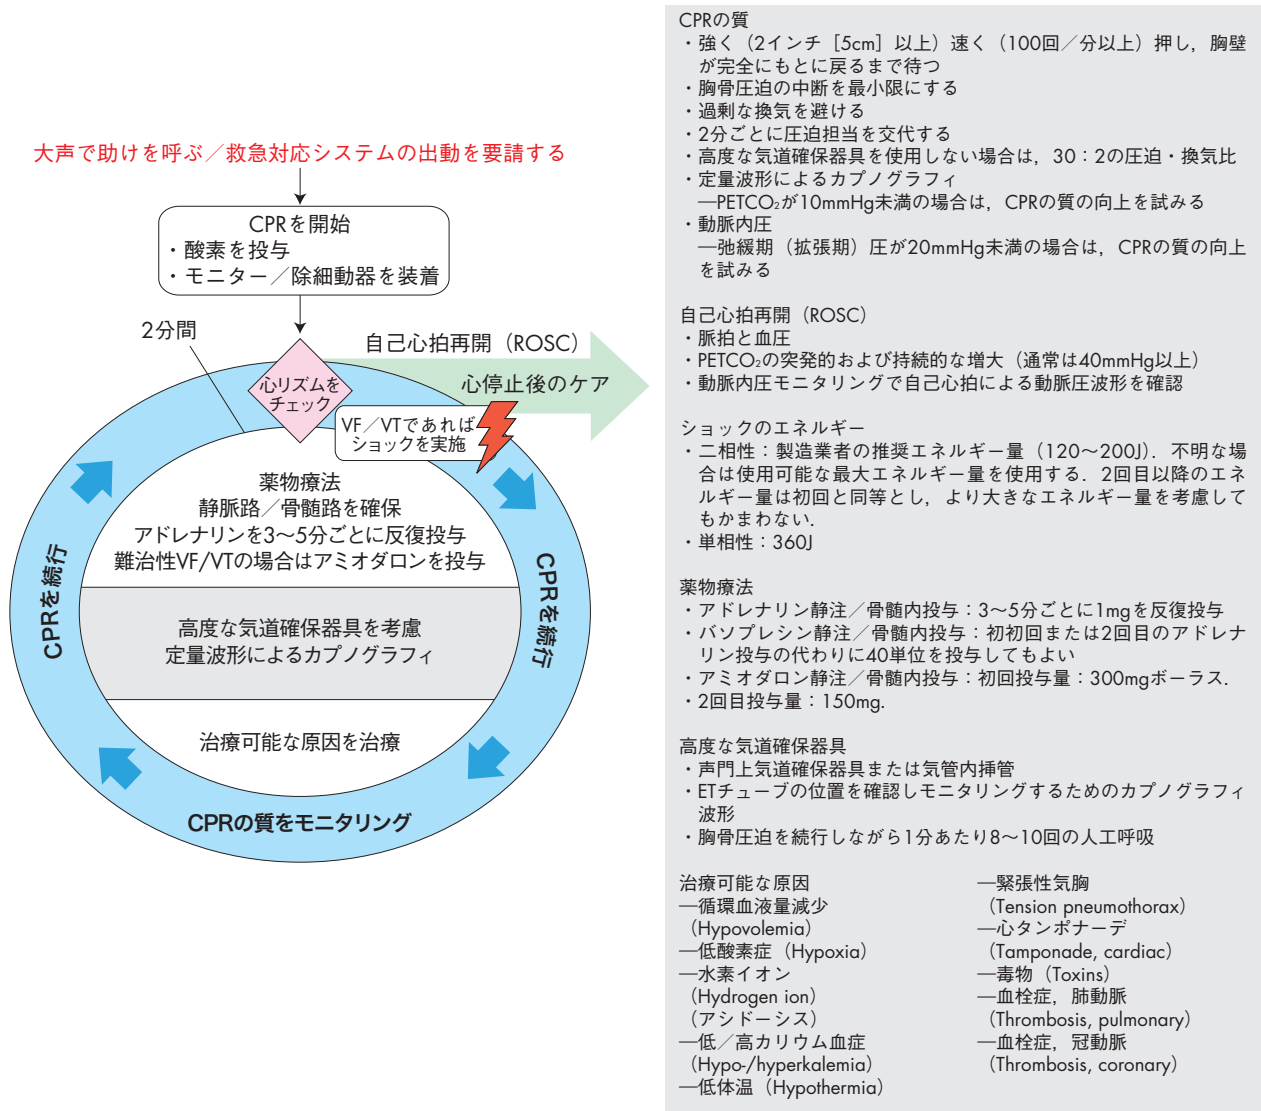 大声で助けを呼ぶ／救急対応システムの出動を要請する
CPRを開始
・酸素を投与
・モニター／除細動器を装着
2分間
自己心拍再開（ROSC）
心リズムを
チェック
心停止後のケア
VF／VTであれば
ショックを実施
薬物療法
静脈路／骨髄路を確保
アドレナリンを3～5分ごとに反復投与
難治性VF/VTの場合はアミオダロンを投与
CPRを続行
CPRを続行
高度な気道確保器具を考慮
定量波形によるカプノグラフィ
治療可能な原因を治療
CPRの質をモニタリング
CPRの質
・強く（2インチ［5cm］以上）速く（100回／分以上）押し，胸壁
が完全にもとに戻るまで待つ
・胸骨圧迫の中断を最小限にする
・過剰な換気を避ける
・2分ごとに圧迫担当を交代する
・高度な気道確保器具を使用しない場合は，30：2の圧迫・換気比
・定量波形によるカプノグラフィ
―PETCO₂が10mmHg未満の場合は，CPRの質の向上を試みる
・動脈内圧
―弛緩期（拡張期）圧が20mmHg未満の場合は，CPRの質の向上
を試みる
自己心拍再開（ROSC）
・脈拍と血圧
・PETCO₂の突発的および持続的な増大（通常は40mmHg以上）
・動脈内圧モニタリングで自己心拍による動脈圧波形を確認
ショックのエネルギー
・二相性：製造業者の推奨エネルギー量（120～200J）．不明な場
合は使用可能な最大エネルギー量を使用する．2回目以降のエネ
ルギー量は初回と同等とし，より大きなエネルギー量を考慮して
もかまわない．
・単相性：360J
薬物療法
・アドレナリン静注／骨髄内投与：3～5分ごとに1mgを反復投与
・バソプレシン静注／骨髄内投与：初初回または2回目のアドレナ
リン投与の代わりに40単位を投与してもよい
・アミオダロン静注／骨髄内投与：初回投与量：300mgボーラス．
・2回目投与量：150mg.
高度な気道確保器具
・声門上気道確保器具または気管内挿管
・ETチューブの位置を確認しモニタリングするためのカプノグラフィ
波形
・胸骨圧迫を続行しながら1分あたり8～10回の人工呼吸
治療可能な原因
―循環血液量減少
（Hypovolemia）
―低酸素症（Hypoxia）
―水素イオン
（Hydrogen ion）
（アシドーシス）
―低／高カリウム血症
（Hypo-/hyperkalemia）
―低体温（Hypothermia）
―緊張性気胸
（Tension pneumothorax）
―心タンポナーデ
（Tamponade, cardiac）
―毒物（Toxins）
―血栓症，肺動脈
（Thrombosis, pulmonary）
―血栓症，冠動脈
（Thrombosis, coronary）